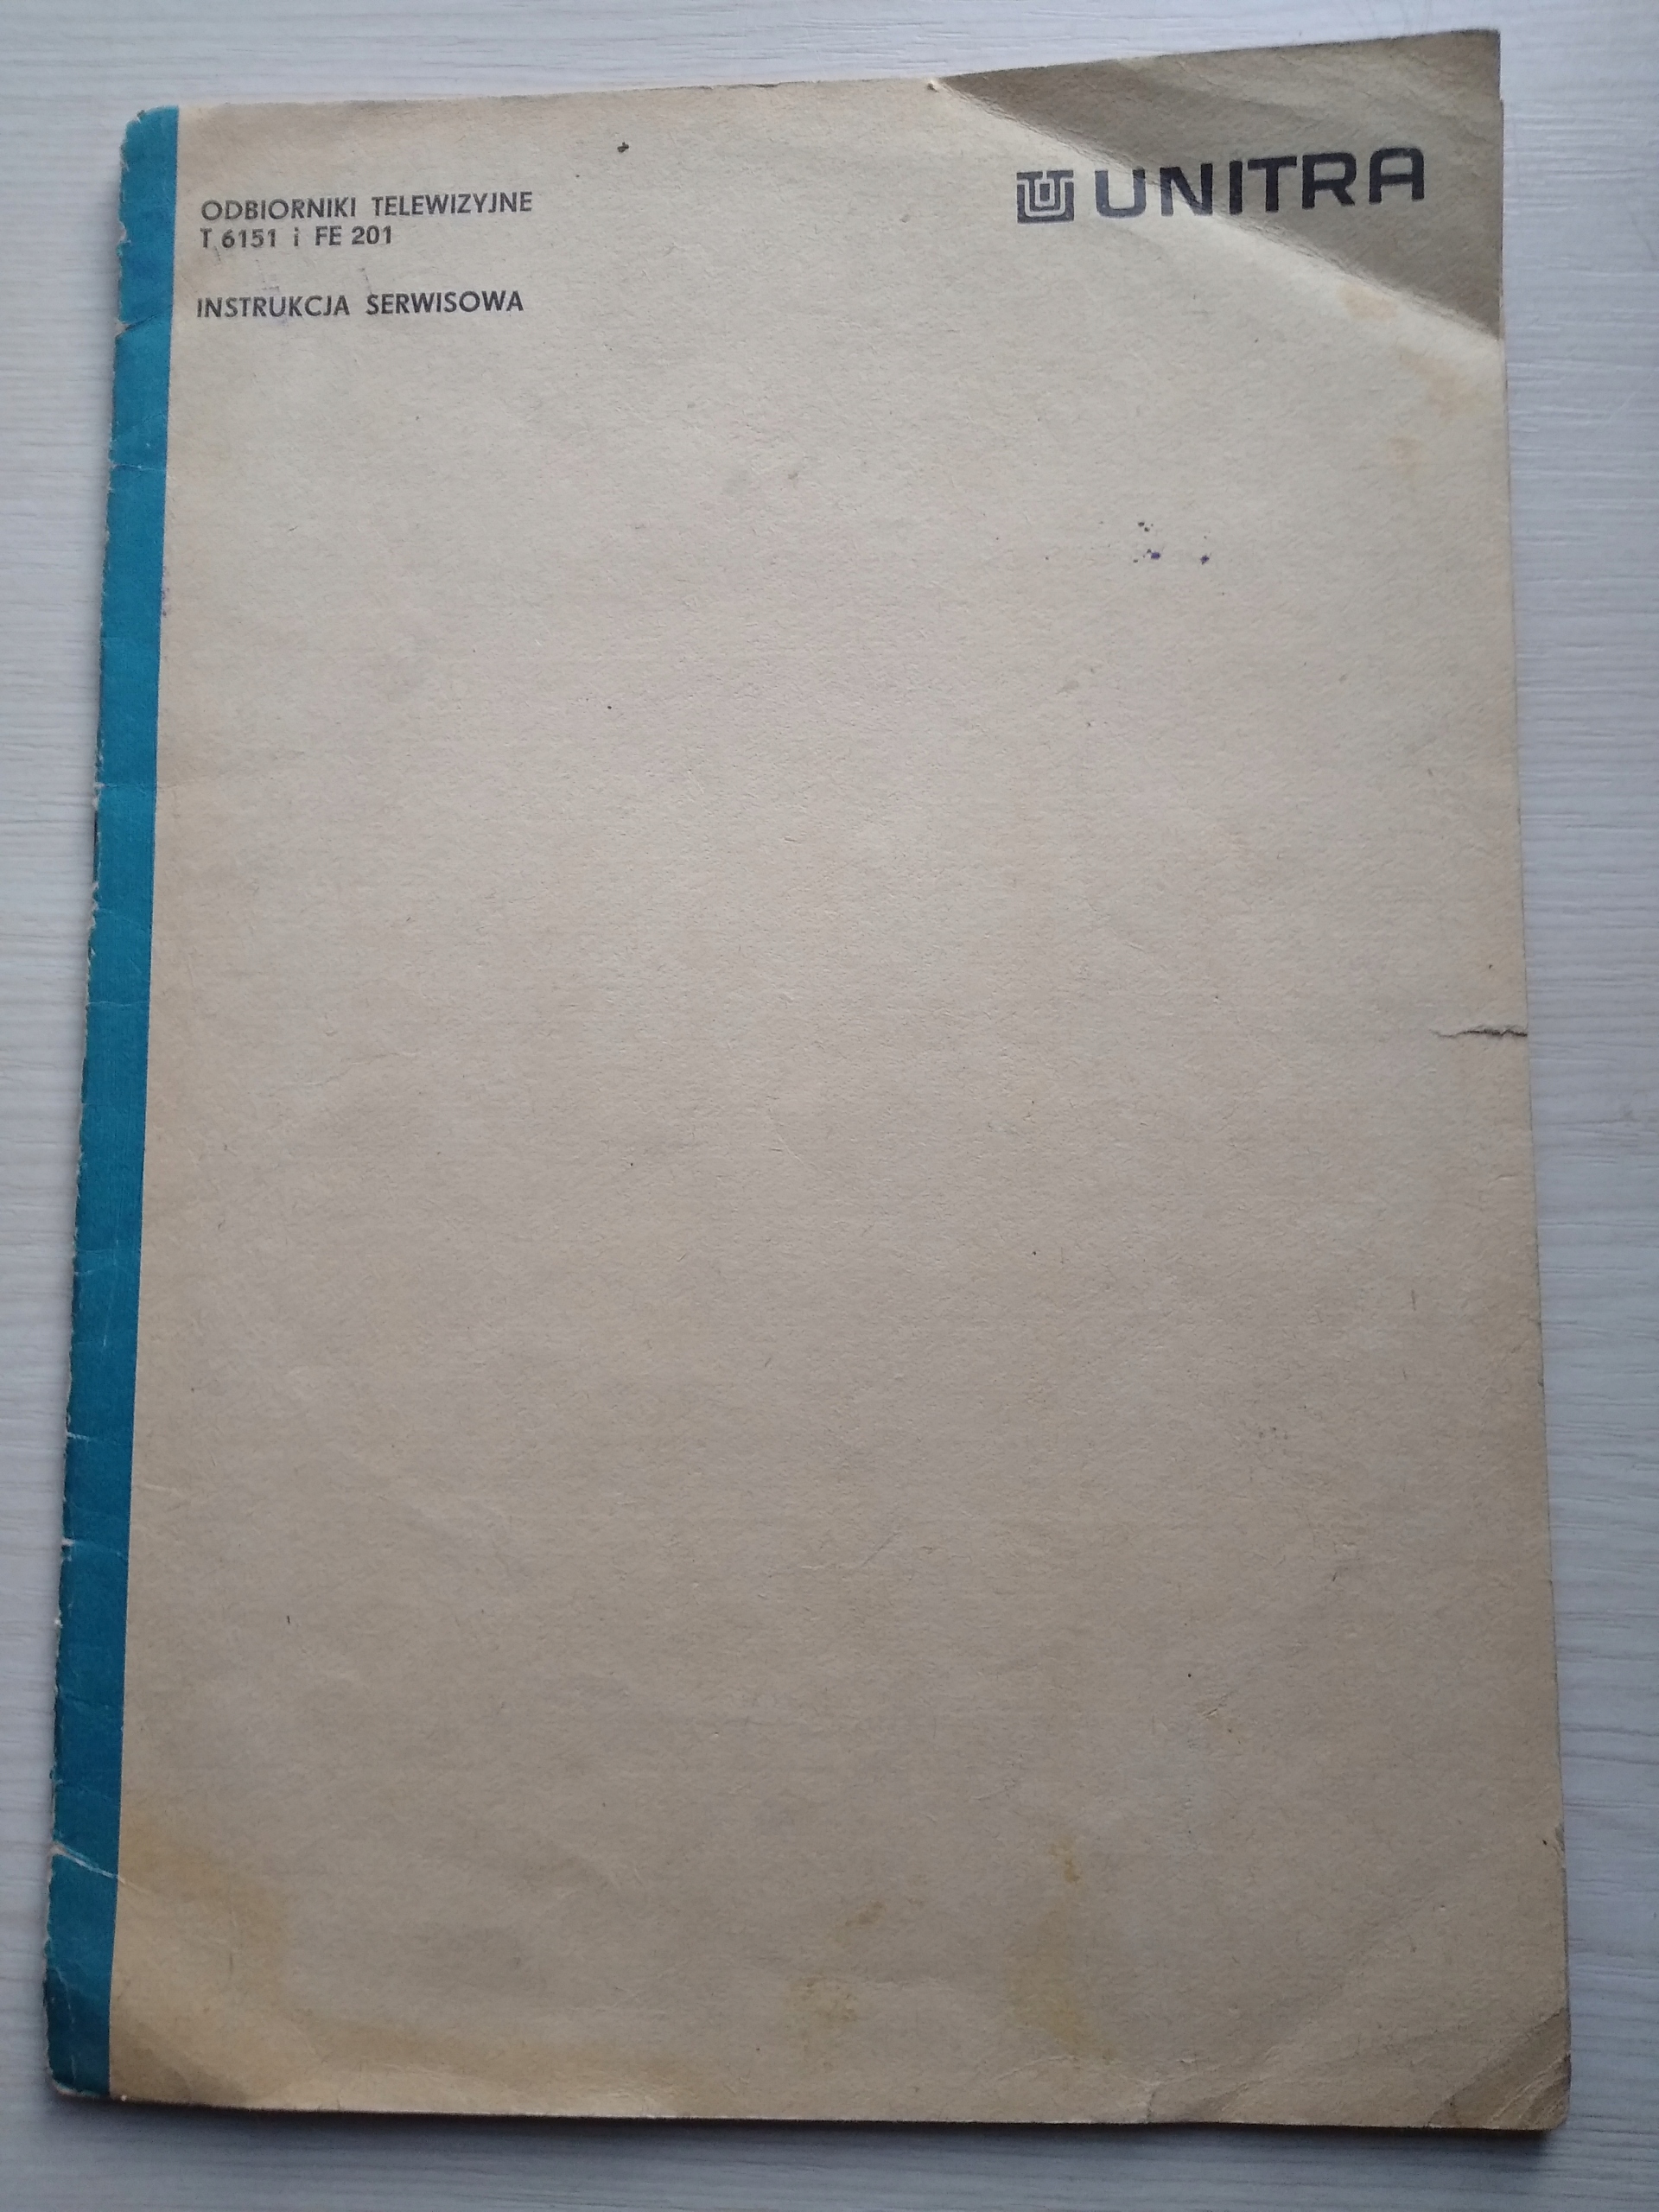 ODBIORNIKI TELEWIZYJNE
T 6151 i FE 201
INSTRUKCJA SERWISOWA
UNITRA